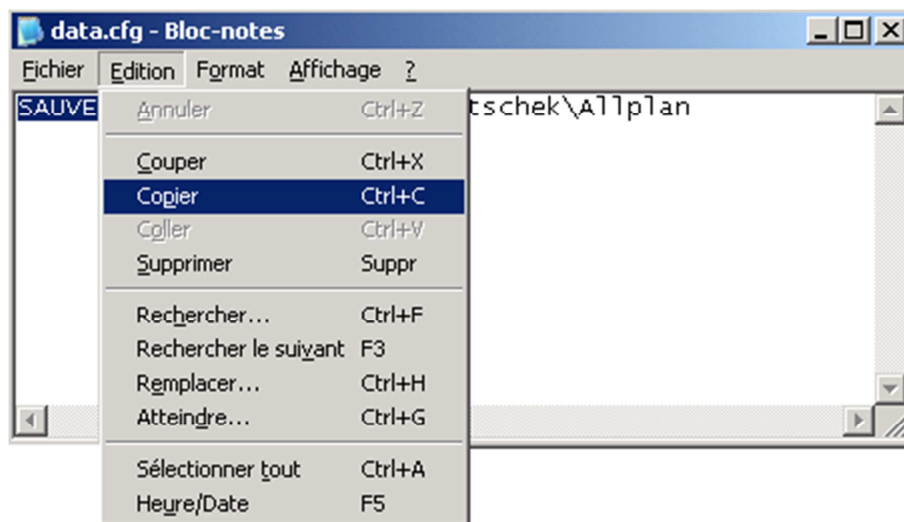 data.cfg - Bloc-notes
Fichier Edition Format Affichage ?
SAUVE tschek\Allplan
Annuler Ctrl+Z
Couper Ctrl+X
Copier Ctrl+C
Coller Ctrl+V
Supprimer Suppr
Rechercher... Ctrl+F
Rechercher le suivant F3
Remplacer... Ctrl+H
Atteindre... Ctrl+G
Sélectionner tout Ctrl+A
Heure/Date F5